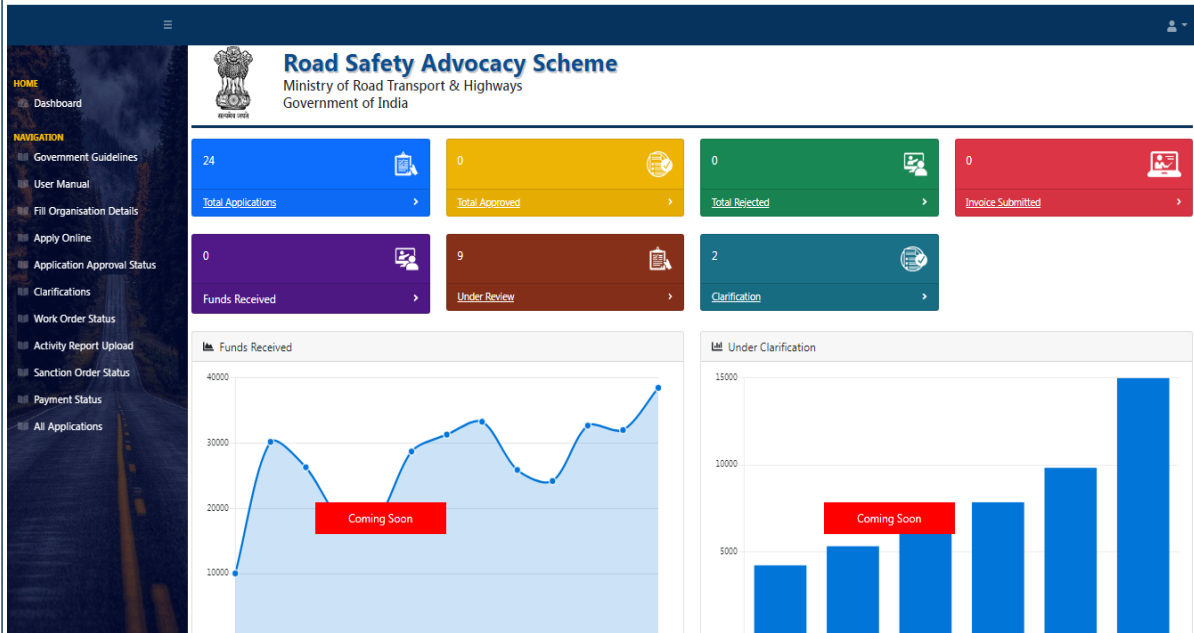 HOME
Dashboard
NAVIGATION
Government Guidelines
User Manual
Fill Organisation Details
Apply Online
Application Approval Status
Clarifications
Work Order Status
Activity Report Upload
Sanction Order Status
Payment Status
All Applications
सत्यमेव जयते
Road Safety Advocacy Scheme
Ministry of Road Transport & Highways
Government of India
24
Total Applications
0
Total Approved
0
Total Rejected
0
Invoice Submitted
0
Funds Received
9
Under Review
2
Clarification
Funds Received
40000
30000
20000
10000
Coming Soon
Under Clarification
15000
10000
5000
Coming Soon